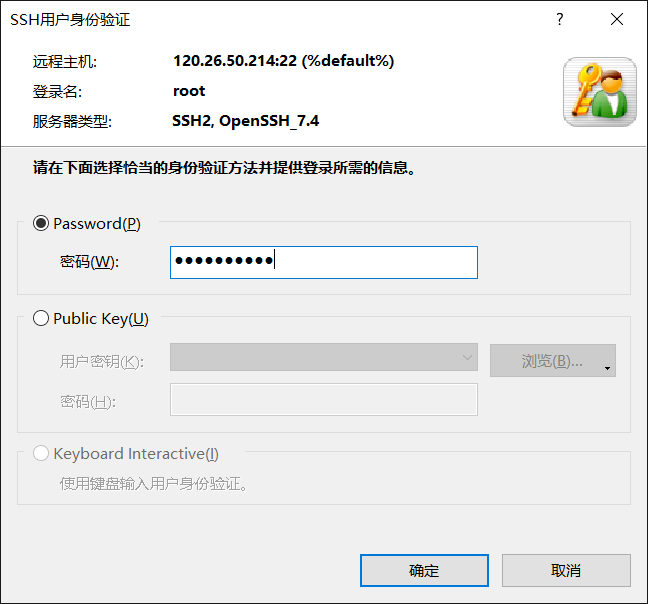 SSH用户身份验证
远程主机: 120.26.50.214:22 (%default%)
登录名: root
服务器类型: SSH2, OpenSSH_7.4
请在下面选择恰当的身份验证方法并提供登录所需的信息。
Password(P)
密码(W): ●●●●●●●●●●
Public Key(U)
用户密钥(K): 浏览(B)...
密码(H):
Keyboard Interactive(I)
使用键盘输入用户身份验证。
确定 取消